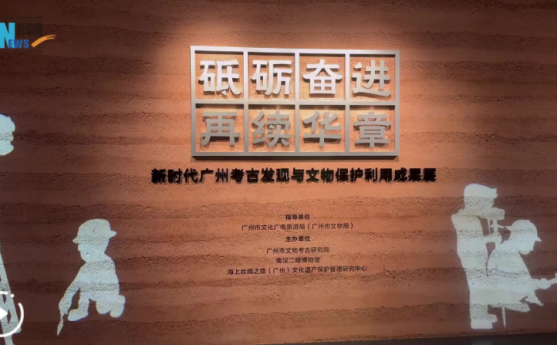 NEWS
砥砺奋进
再续华章
新时代广州考古发现与文物保护利用成果展
指导单位
广州市文化广电旅游局（广州市文物局）
主办单位
广州市文物考古研究院
南汉二陵博物馆
海上丝绸之路（广州）文化遗产保护管理研究中心